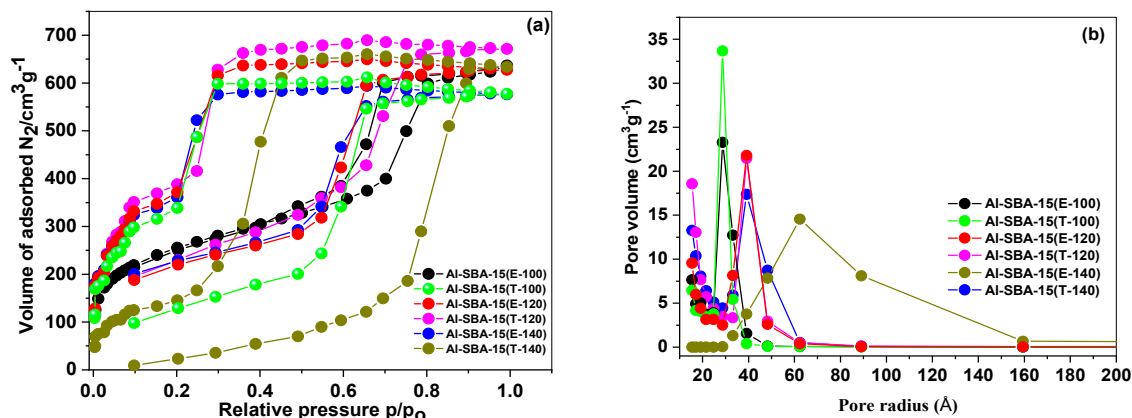 (a)
700
600
500
400
300
200
100
0
0.0 0.2 0.4 0.6 0.8 1.0
Volume of adsorbed N2/cm3g-1
Relative pressure p/po
Al-SBA-15(E-100)
Al-SBA-15(T-100)
Al-SBA-15(E-120)
Al-SBA-15(T-120)
Al-SBA-15(E-140)
Al-SBA-15(T-140)
(b)
35
30
25
20
15
10
5
0
20 40 60 80 100 120 140 160 180 200
Pore volume (cm3g-1)
Pore radius (Å)
Al-SBA-15(E-100)
Al-SBA-15(T-100)
Al-SBA-15(E-120)
Al-SBA-15(T-120)
Al-SBA-15(E-140)
Al-SBA-15(T-140)